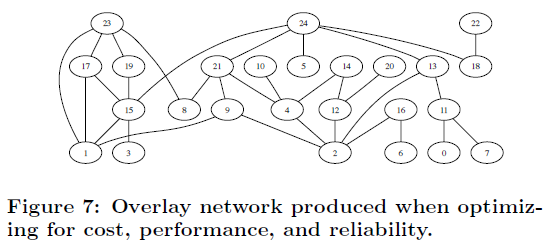 23 24 22
17 19 21 10 5 14 20 13 18
15 8 9 4 12 16 11
1 3 2 6 0 7
Figure 7: Overlay network produced when optimiz-
ing for cost, performance, and reliability.